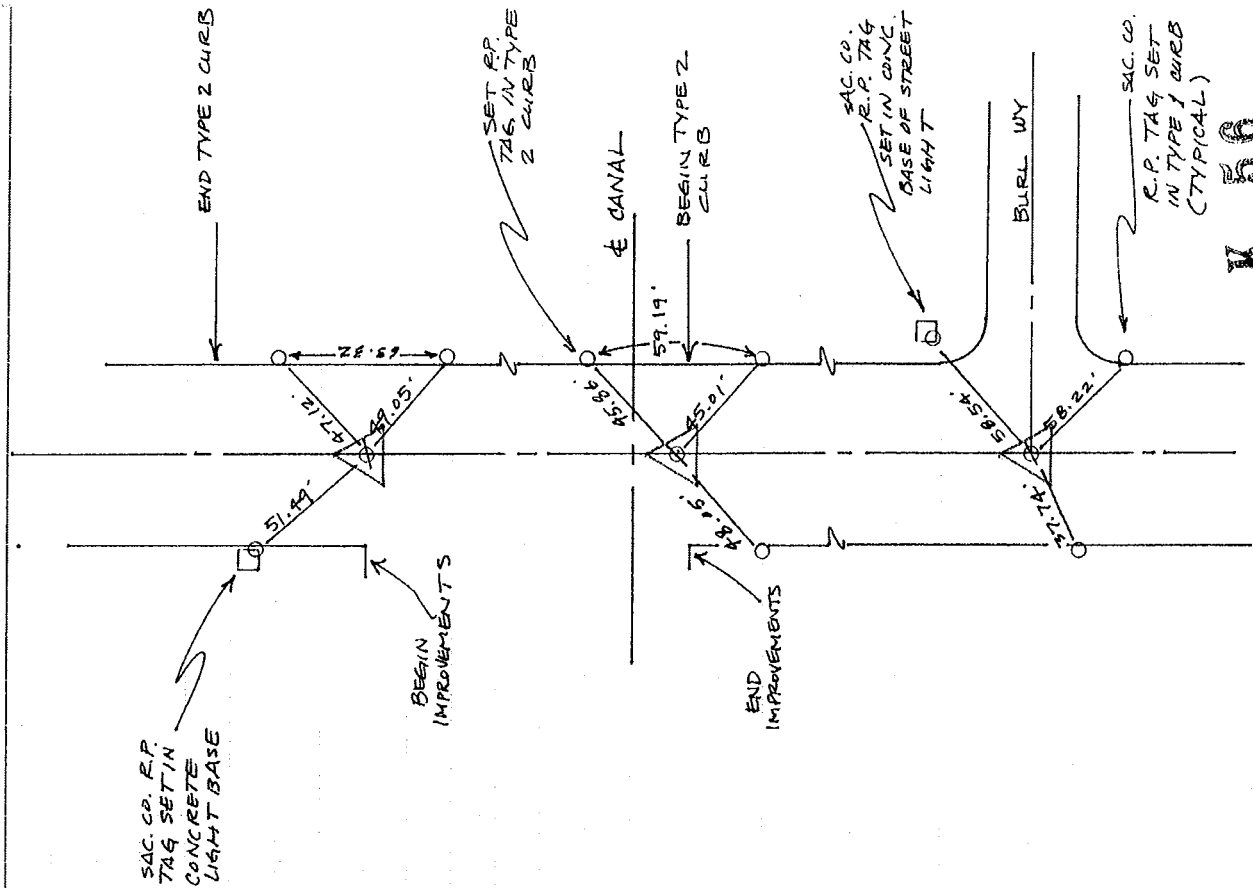 END TYPE 2 CURB
SET R.P.
TAG IN TYPE
2 CURB
℄ CANAL
BEGIN TYPE 2
CURB
SAC. CO.
R.P. TAG
SET IN CONC.
BASE OF STREET
LIGHT
BURL WY
SAC. CO.
R.P. TAG SET
IN TYPE 1 CURB
(TYPICAL)
63.32
47.12'
49.05'
51.49'
59.19'
45.86'
45.01'
48.05'
58.54'
58.22'
37.74'
BEGIN
IMPROVEMENTS
END
IMPROVEMENTS
SAC. CO. R.P.
TAG SET IN
CONCRETE
LIGHT BASE
56